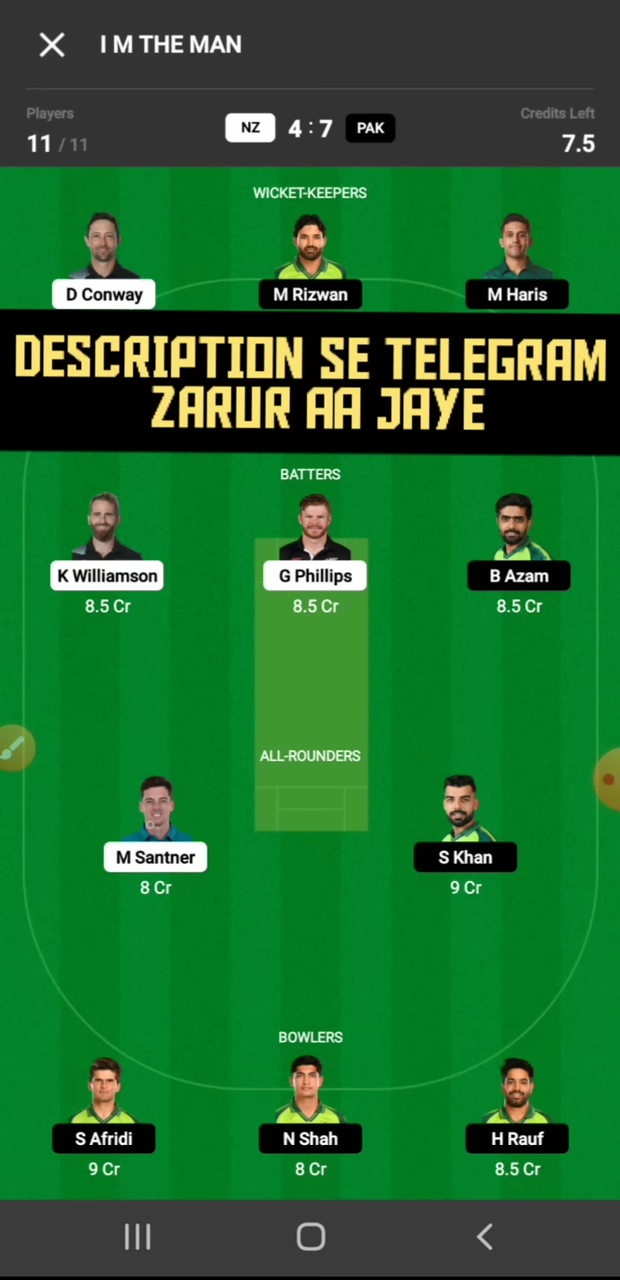 I M THE MAN
Players
Credits Left
11 / 11
NZ 4 : 7 PAK
7.5
WICKET-KEEPERS
D Conway
M Rizwan
M Haris
DESCRIPTION SE TELEGRAM
ZARUR AA JAYE
BATTERS
K Williamson
G Phillips
B Azam
8.5 Cr
8.5 Cr
8.5 Cr
ALL-ROUNDERS
M Santner
S Khan
8 Cr
9 Cr
BOWLERS
S Afridi
N Shah
H Rauf
9 Cr
8 Cr
8.5 Cr